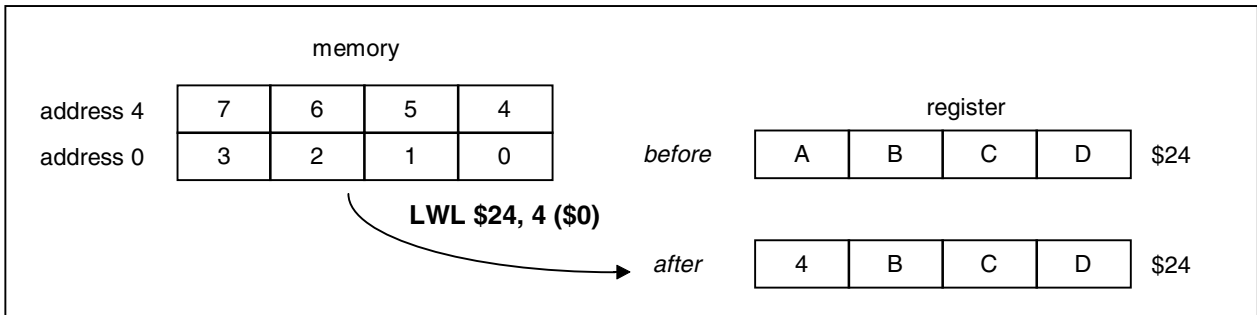 memory
address 4 7 6 5 4
address 0 3 2 1 0
register
before A B C D $24
LWL $24, 4 ($0)
after 4 B C D $24